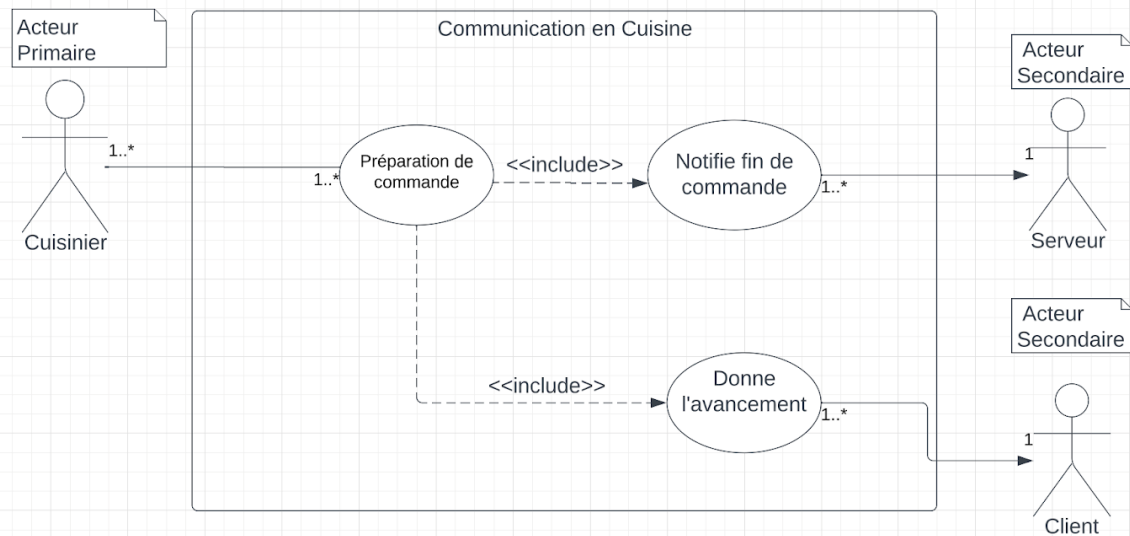 Acteur
Primaire
Communication en Cuisine
Acteur
Secondaire
1..*
1..*
Préparation de
commande
<<include>>
Notifie fin de
commande
1..*
1
Cuisinier
Serveur
Acteur
Secondaire
<<include>>
Donne
l'avancement
1..*
1
Client